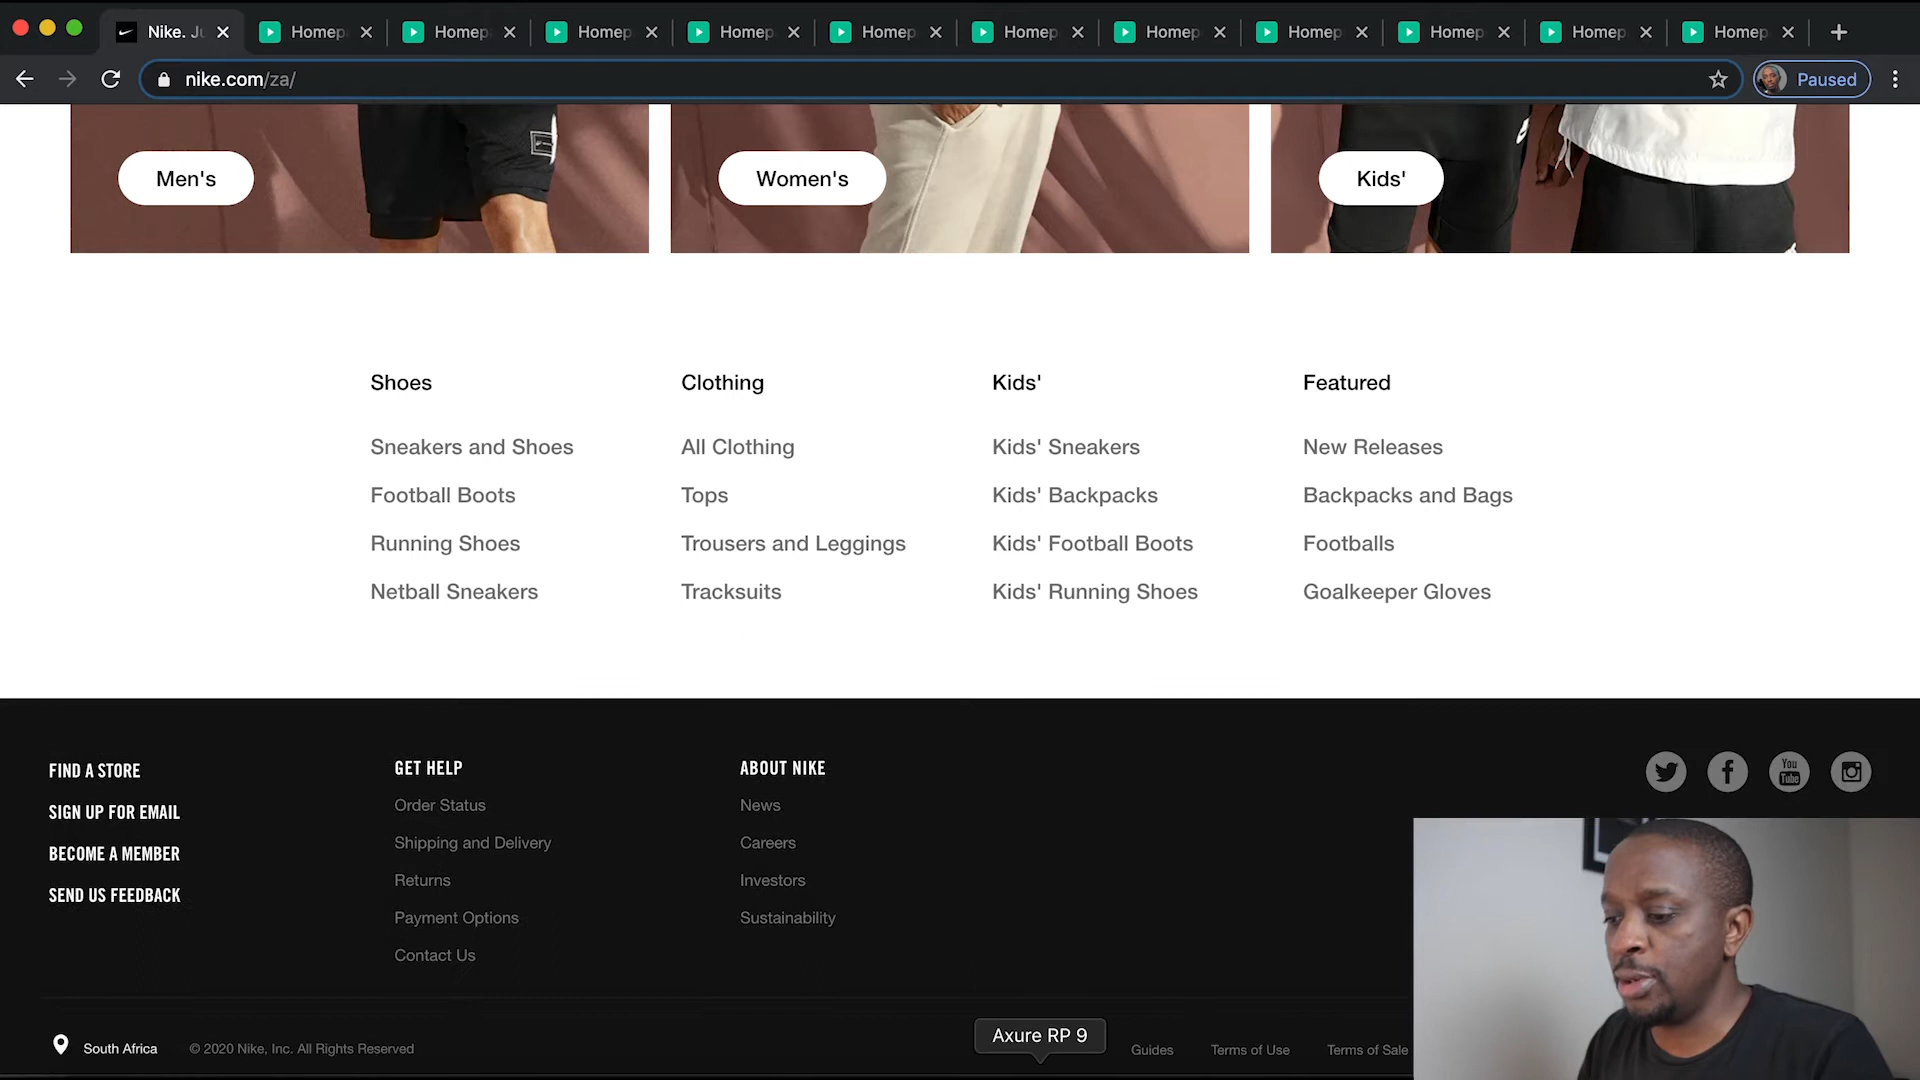 Nike. Ju
Homep
Homep
Homep
Homep
Homep
Homep
Homep
Homep
Homep
Homep
Homep
nike.com/za/
Paused
Men's
Women's
Kids'
Shoes
Sneakers and Shoes
Football Boots
Running Shoes
Netball Sneakers
Clothing
All Clothing
Tops
Trousers and Leggings
Tracksuits
Kids'
Kids' Sneakers
Kids' Backpacks
Kids' Football Boots
Kids' Running Shoes
Featured
New Releases
Backpacks and Bags
Footballs
Goalkeeper Gloves
FIND A STORE
SIGN UP FOR EMAIL
BECOME A MEMBER
SEND US FEEDBACK
GET HELP
Order Status
Shipping and Delivery
Returns
Payment Options
Contact Us
ABOUT NIKE
News
Careers
Investors
Sustainability
You
Tube
South Africa
© 2020 Nike, Inc. All Rights Reserved
Axure RP 9
Guides
Terms of Use
Terms of Sale